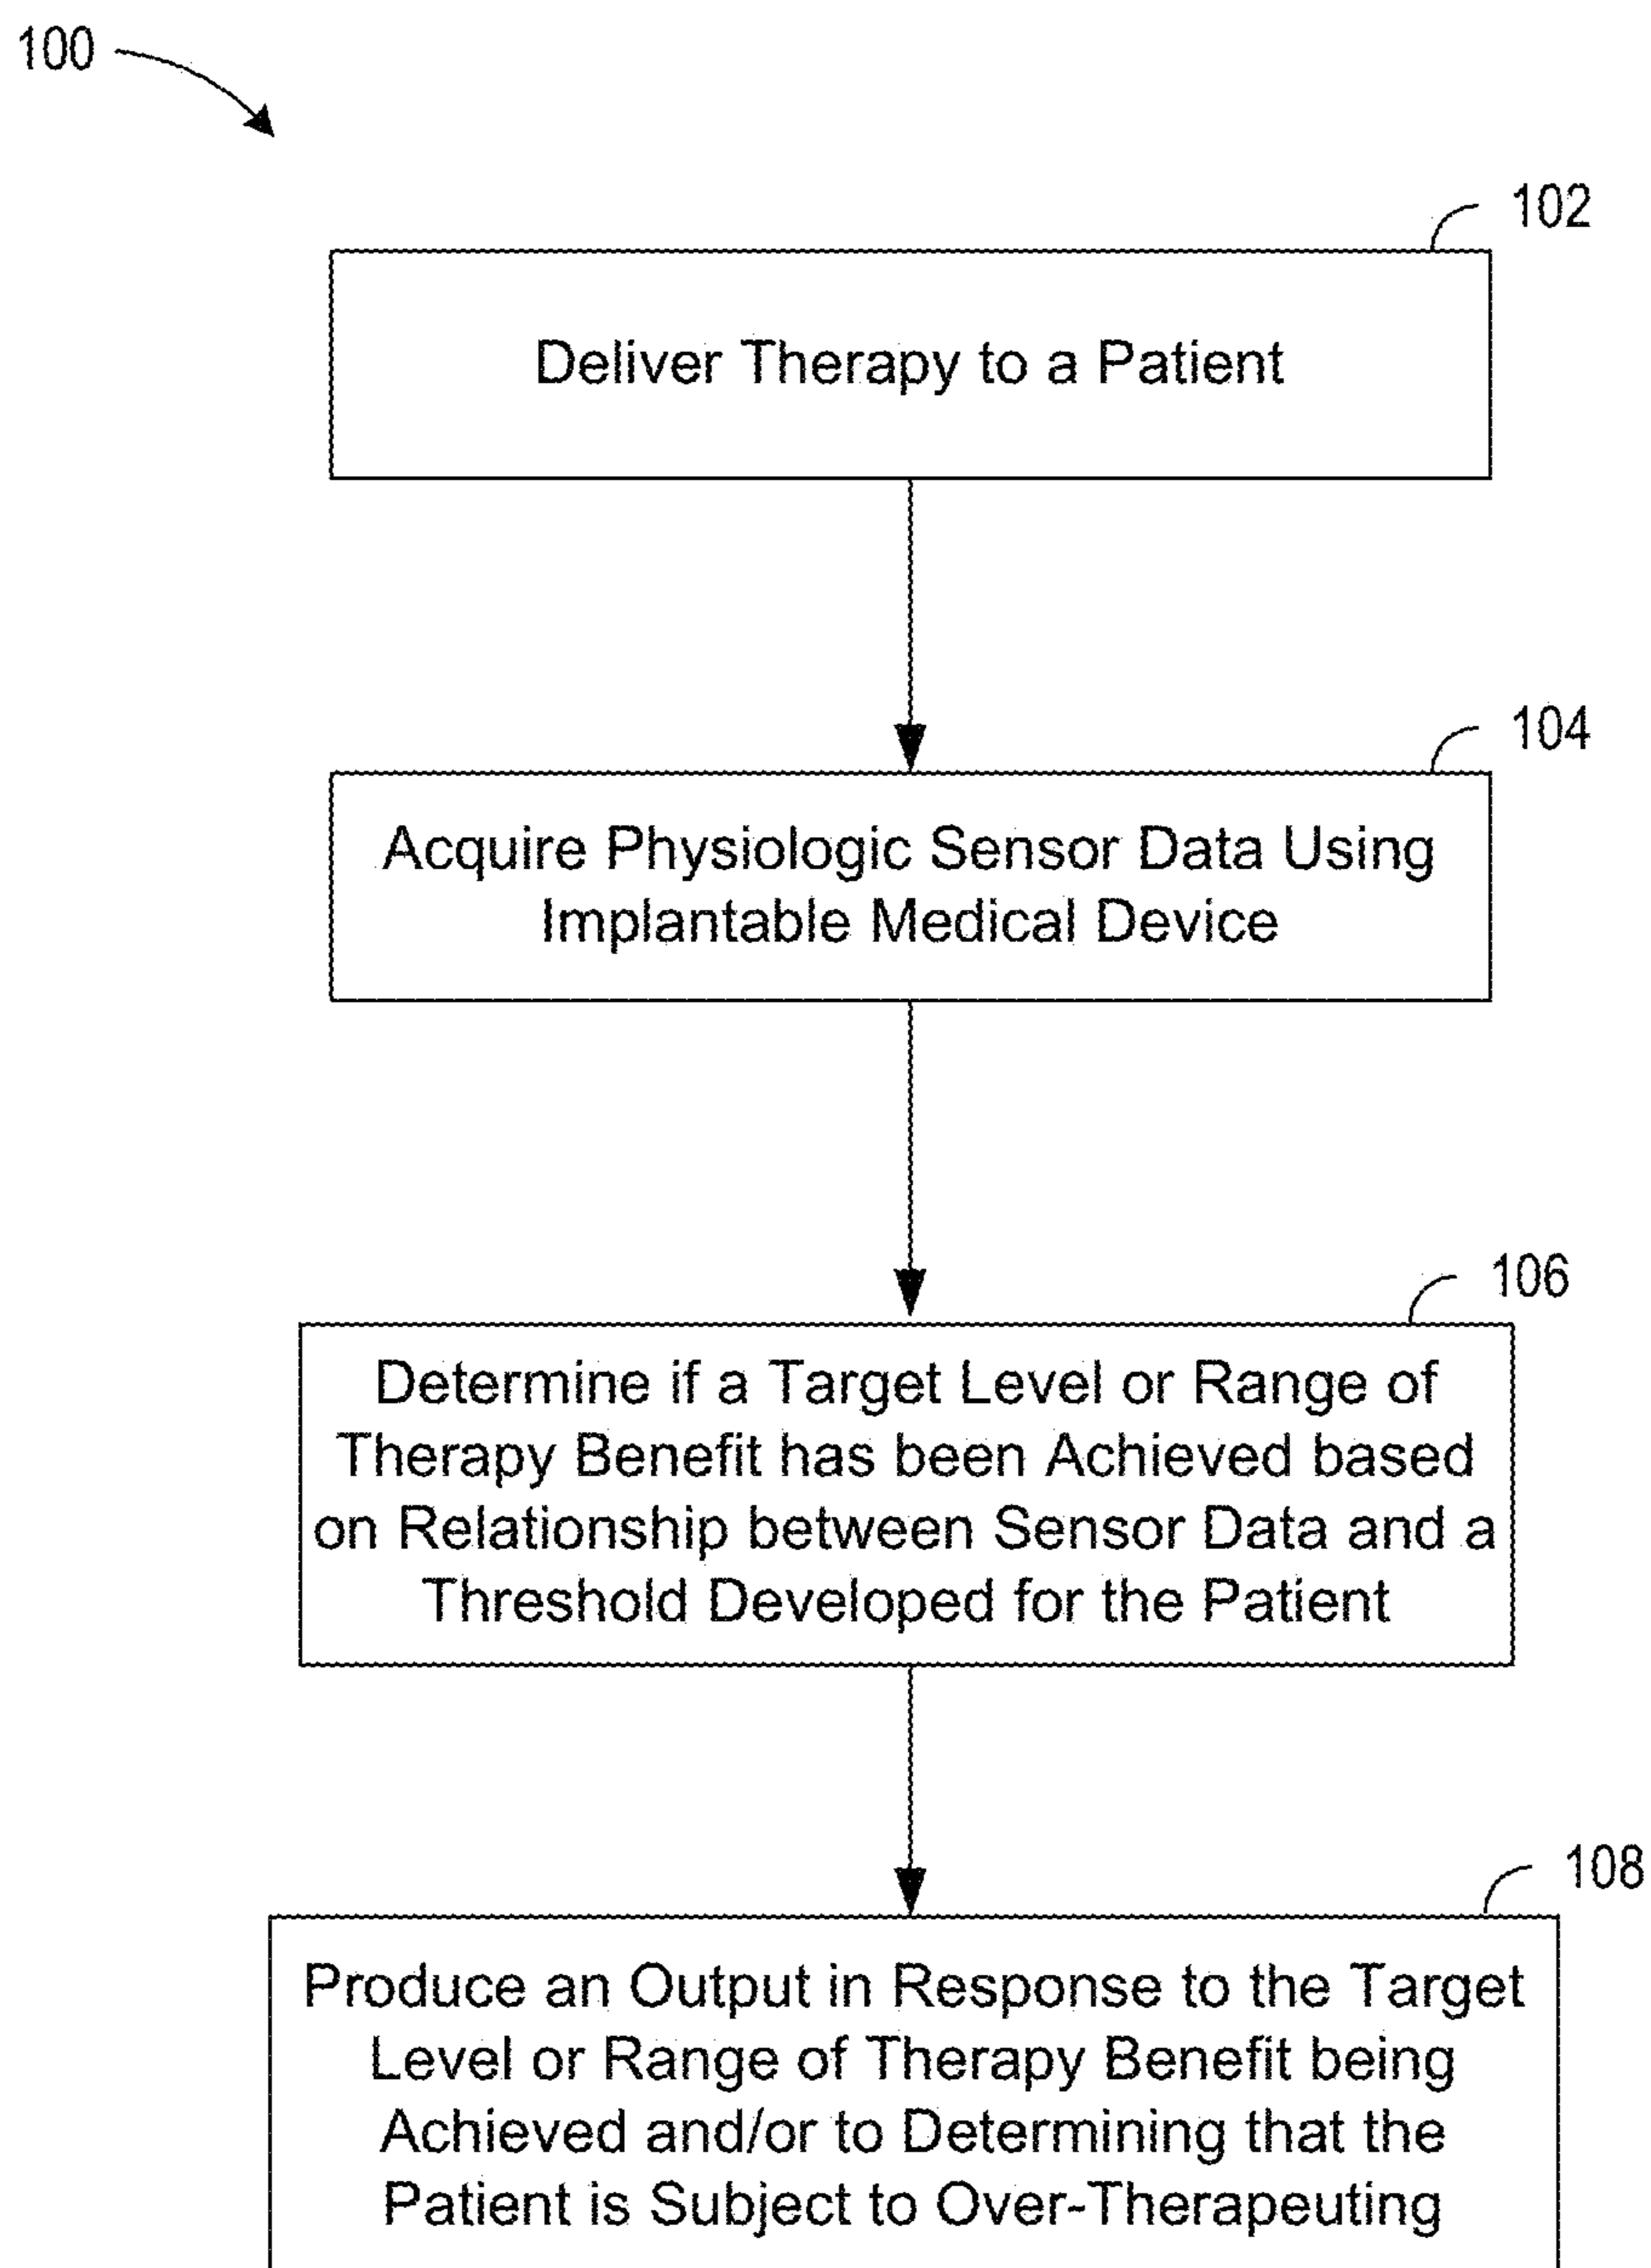 100
102
Deliver Therapy to a Patient
104
Acquire Physiologic Sensor Data Using
Implantable Medical Device
106
Determine if a Target Level or Range of
Therapy Benefit has been Achieved based
on Relationship between Sensor Data and a
Threshold Developed for the Patient
108
Produce an Output in Response to the Target
Level or Range of Therapy Benefit being
Achieved and/or to Determining that the
Patient is Subject to Over-Therapeuting